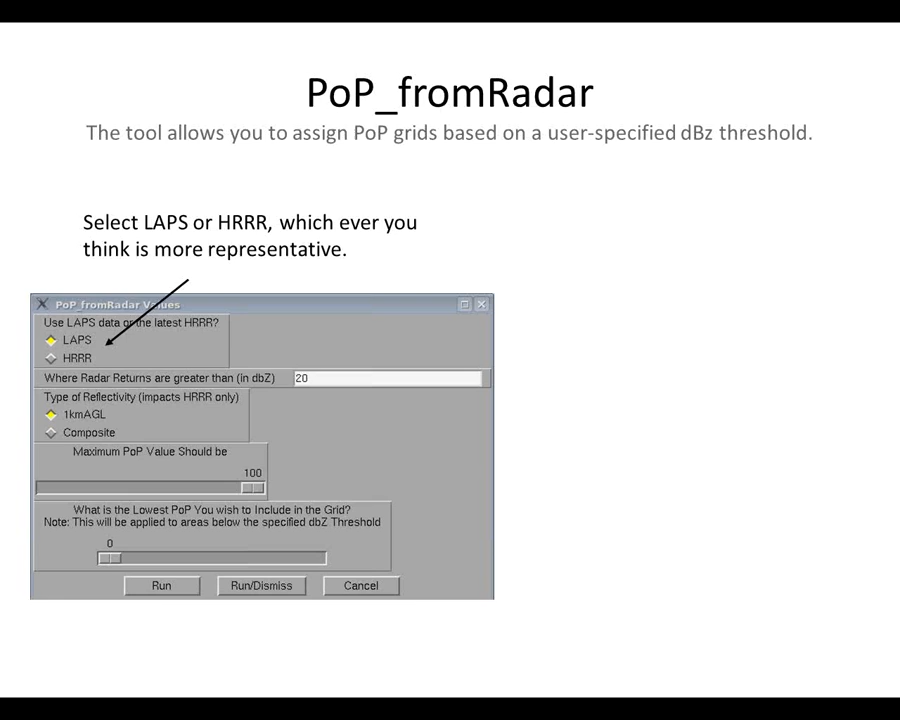 PoP_fromRadar
The tool allows you to assign PoP grids based on a user-specified dBz threshold.
Select LAPS or HRRR, which ever you
think is more representative.
PoP_fromRadar Values
Use LAPS data or the latest HRRR?
LAPS
HRRR
Where Radar Returns are greater than (in dbZ) 20
Type of Reflectivity (impacts HRRR only)
1kmAGL
Composite
Maximum PoP Value Should be
100
What is the Lowest PoP You wish to Include in the Grid?
Note: This will be applied to areas below the specified dbZ Threshold
0
Run Run/Dismiss Cancel